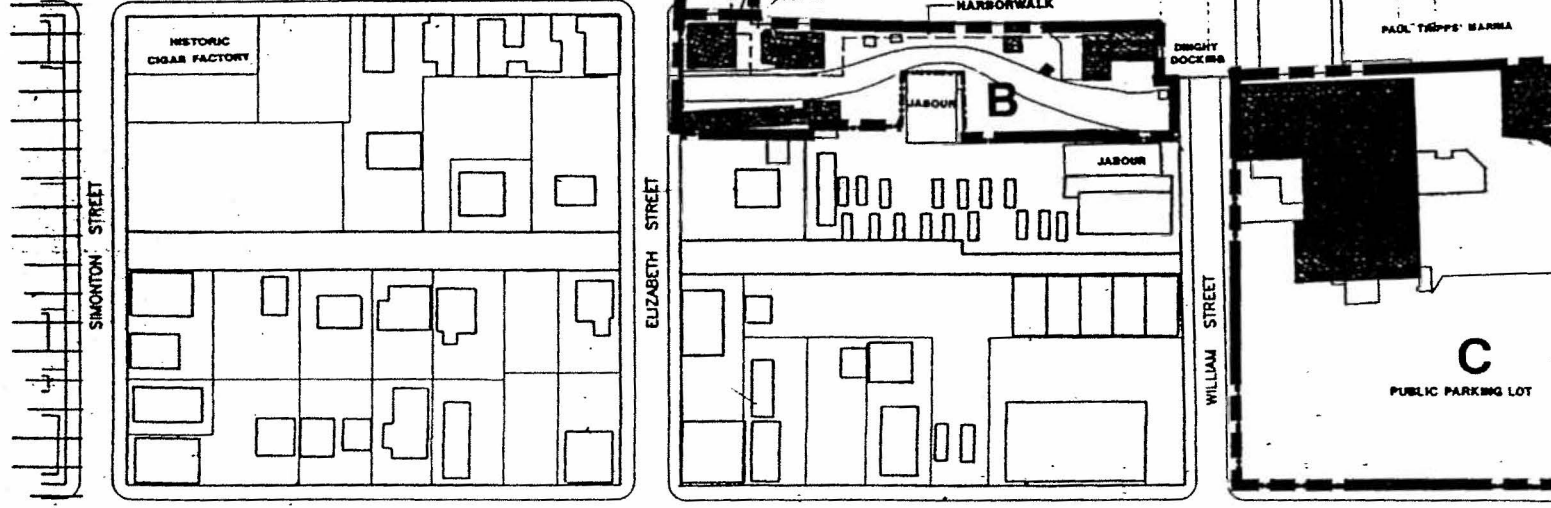 HARBORWALK
HISTORIC
CIGAR FACTORY
DINGHY
DOCKING
PAUL TRIPPS' MARINA
JABOUR
B
JABOUR
SIMONTON STREET
ELIZABETH STREET
WILLIAM STREET
C
PUBLIC PARKING LOT